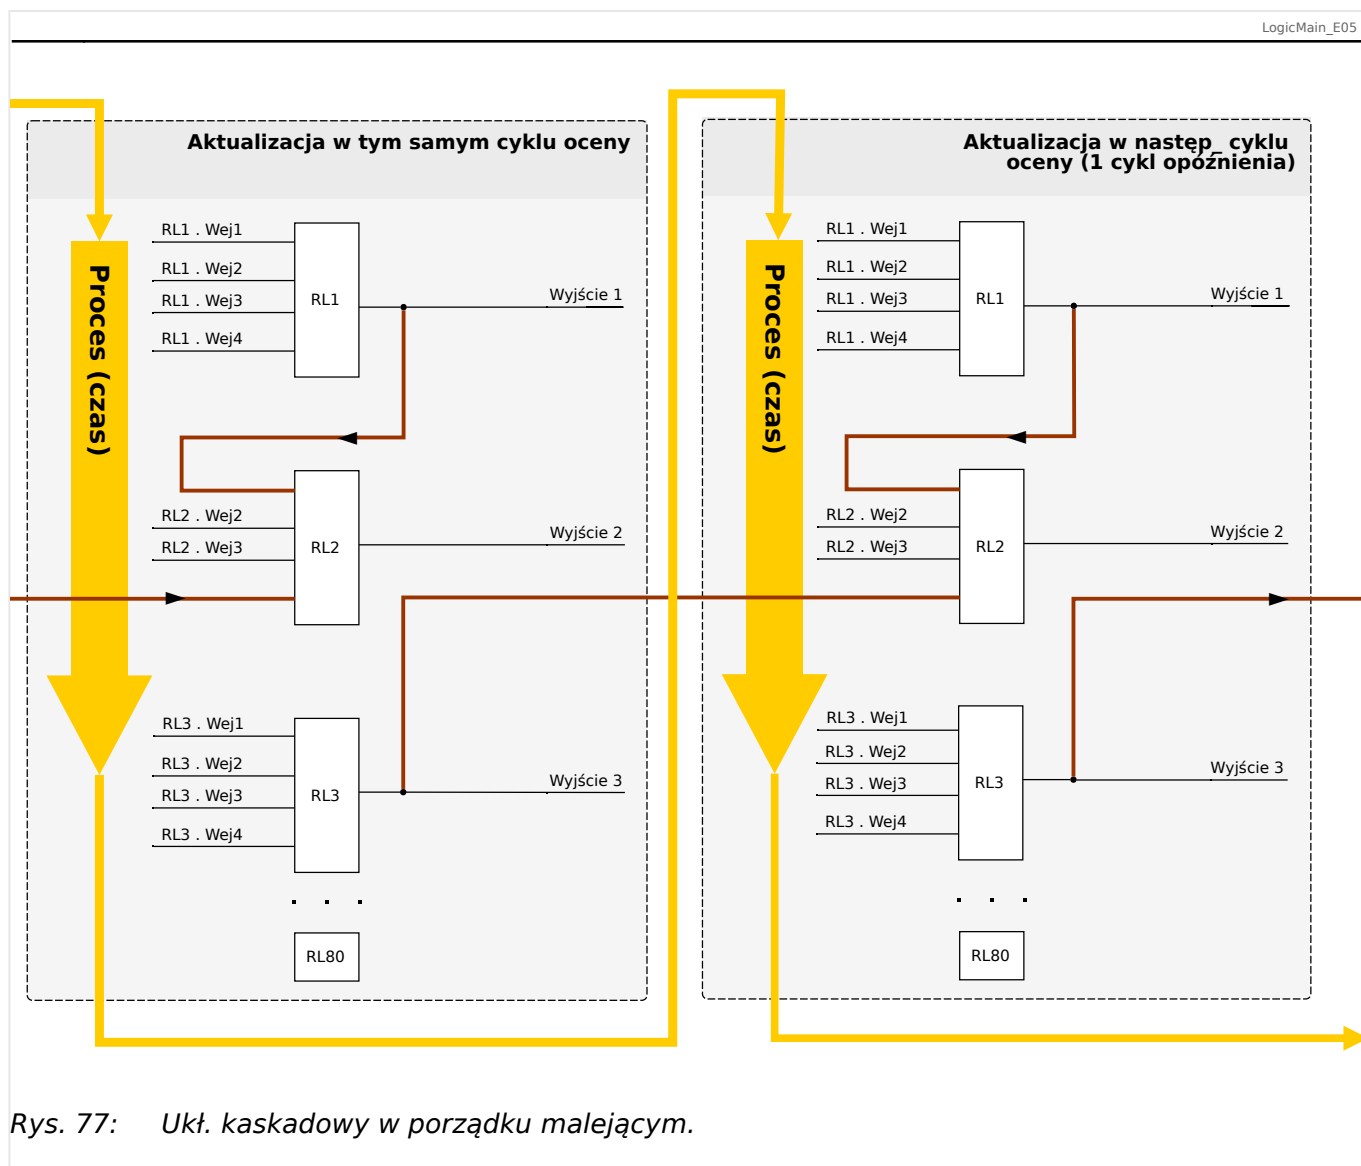 LogicMain_E05
Aktualizacja w tym samym cyklu oceny
Proces (czas)
RL1 . Wej1
RL1 . Wej2
RL1 . Wej3
RL1 . Wej4
RL1
Wyjście 1
RL2 . Wej2
RL2 . Wej3
RL2
Wyjście 2
RL3 . Wej1
RL3 . Wej2
RL3 . Wej3
RL3 . Wej4
RL3
Wyjście 3
. . .
RL80
Aktualizacja w następ_ cyklu
oceny (1 cykl opóźnienia)
Proces (czas)
RL1 . Wej1
RL1 . Wej2
RL1 . Wej3
RL1 . Wej4
RL1
Wyjście 1
RL2 . Wej2
RL2 . Wej3
RL2
Wyjście 2
RL3 . Wej1
RL3 . Wej2
RL3 . Wej3
RL3 . Wej4
RL3
Wyjście 3
. . .
RL80
Rys. 77: Ukł. kaskadowy w porządku malejącym.